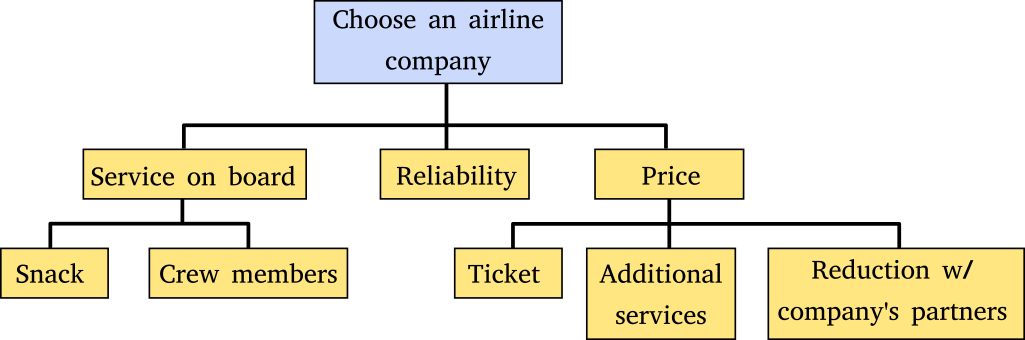 Choose an airline
company
Service on board
Reliability
Price
Snack
Crew members
Ticket
Additional
services
Reduction w/
company's partners